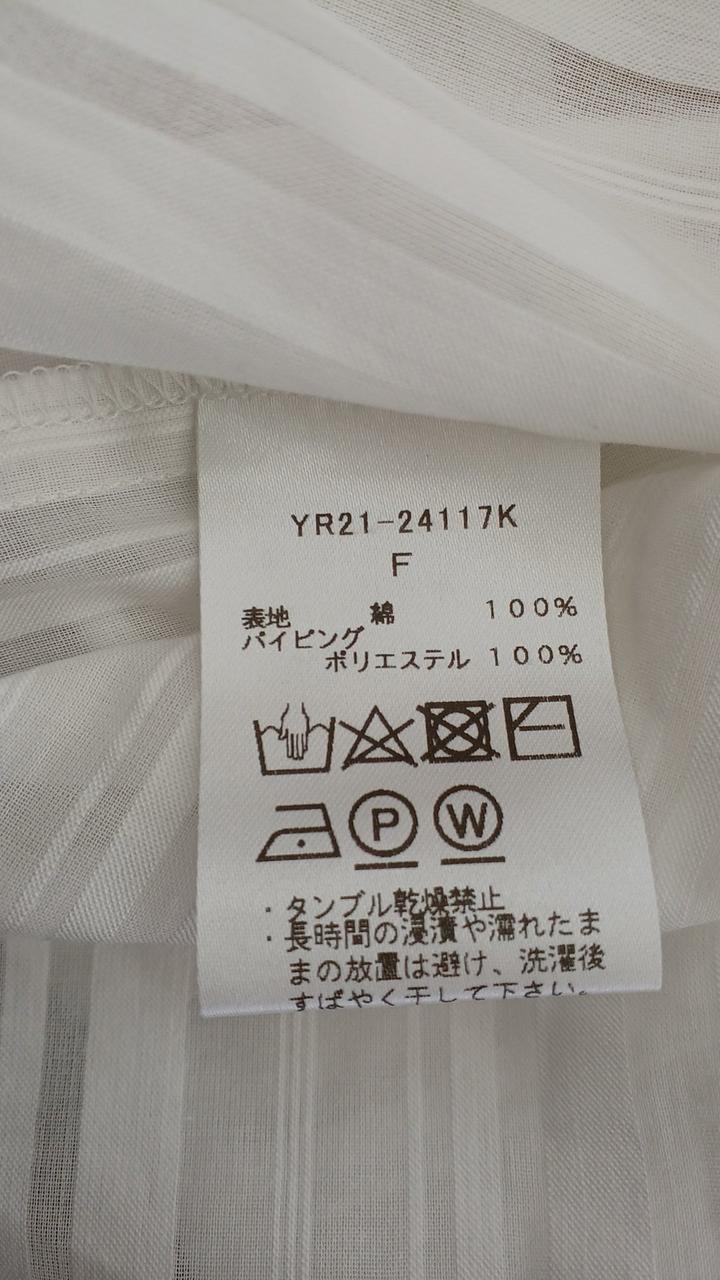 YR21-24117K
F
表地 綿 100%
パイピング
ポリエステル 100%
P W
・タンブル乾燥禁止
・長時間の浸漬や濡れたま
まの放置は避け、洗濯後
すばやく干して下さい。